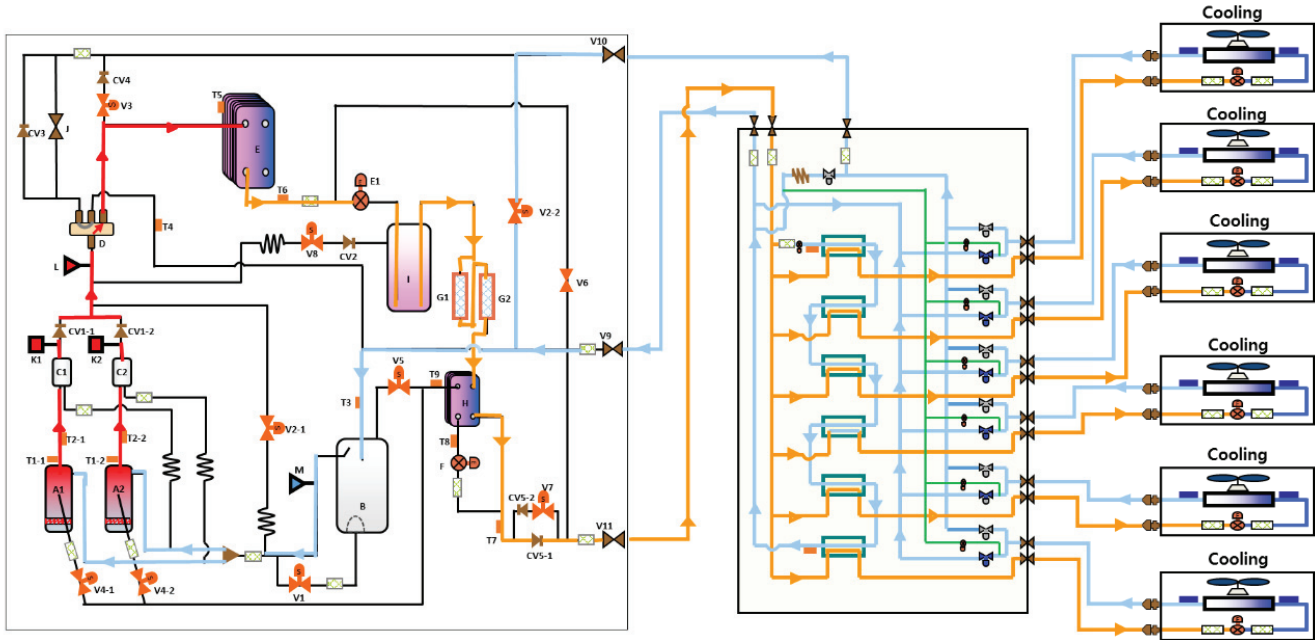 Cooling
V10
CV4
V3
T5
CV3
J
E
E1
T6
V2-2
T4
D
V8
CV2
L
I
V6
G1
G2
CV1-1
CV1-2
K1
K2
V9
C1
C2
V5
T9
H
T3
V2-1
T2-1
T2-2
T8
T1-1
T1-2
M
F
A1
A2
CV5-2
V7
B
T7
V11
CV5-1
V1
V4-1
V4-2
S
S
S
S
S
S
S
S
S
S
Cooling
Cooling
Cooling
Cooling
Cooling